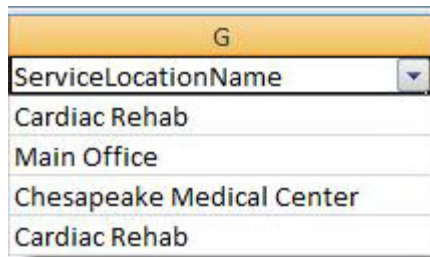 G
ServiceLocationName
Cardiac Rehab
Main Office
Chesapeake Medical Center
Cardiac Rehab